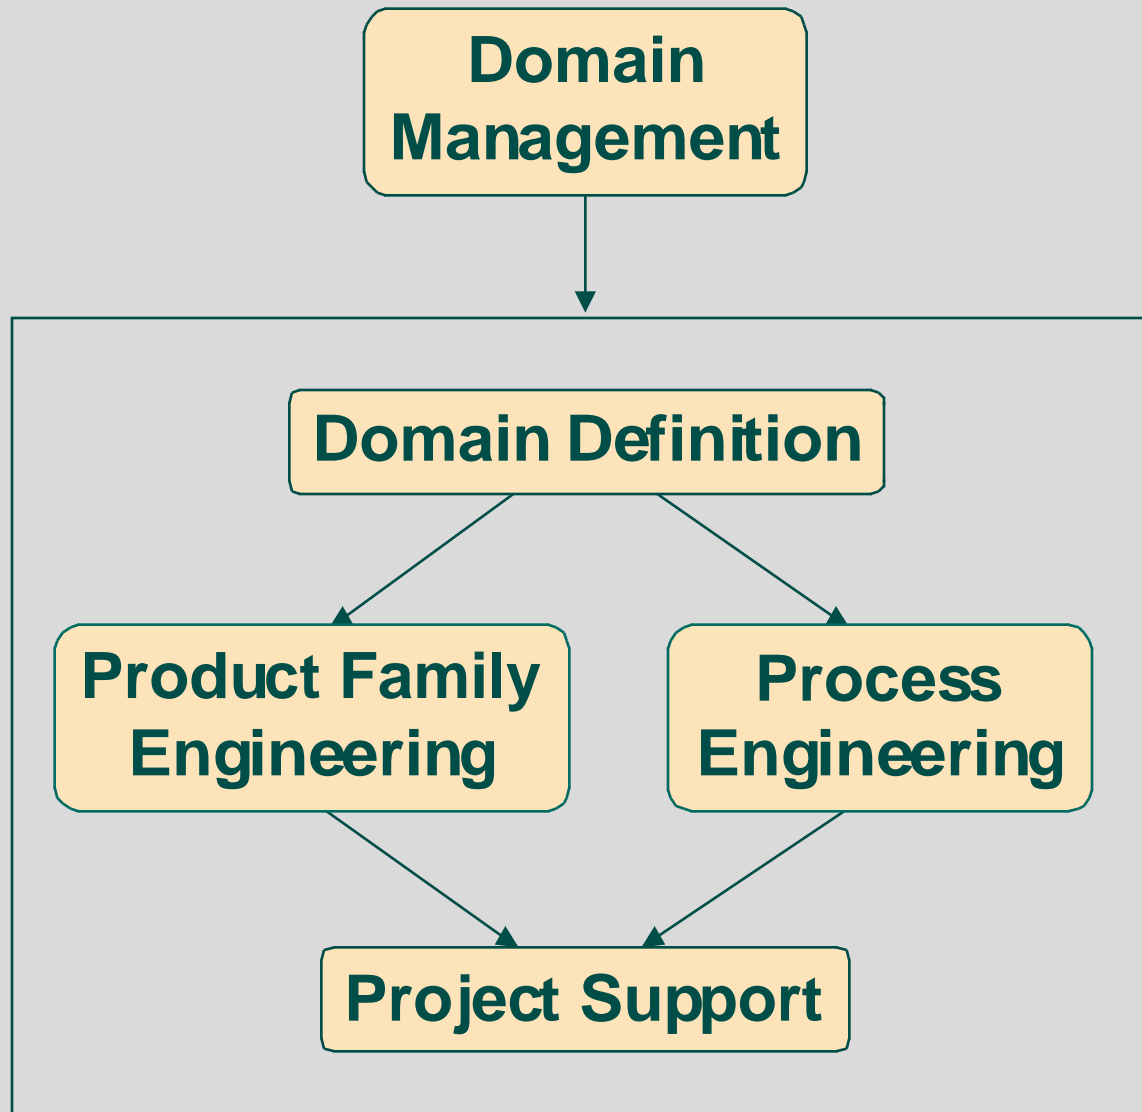 Domain
Management
Domain Definition
Product Family
Engineering
Process
Engineering
Project Support